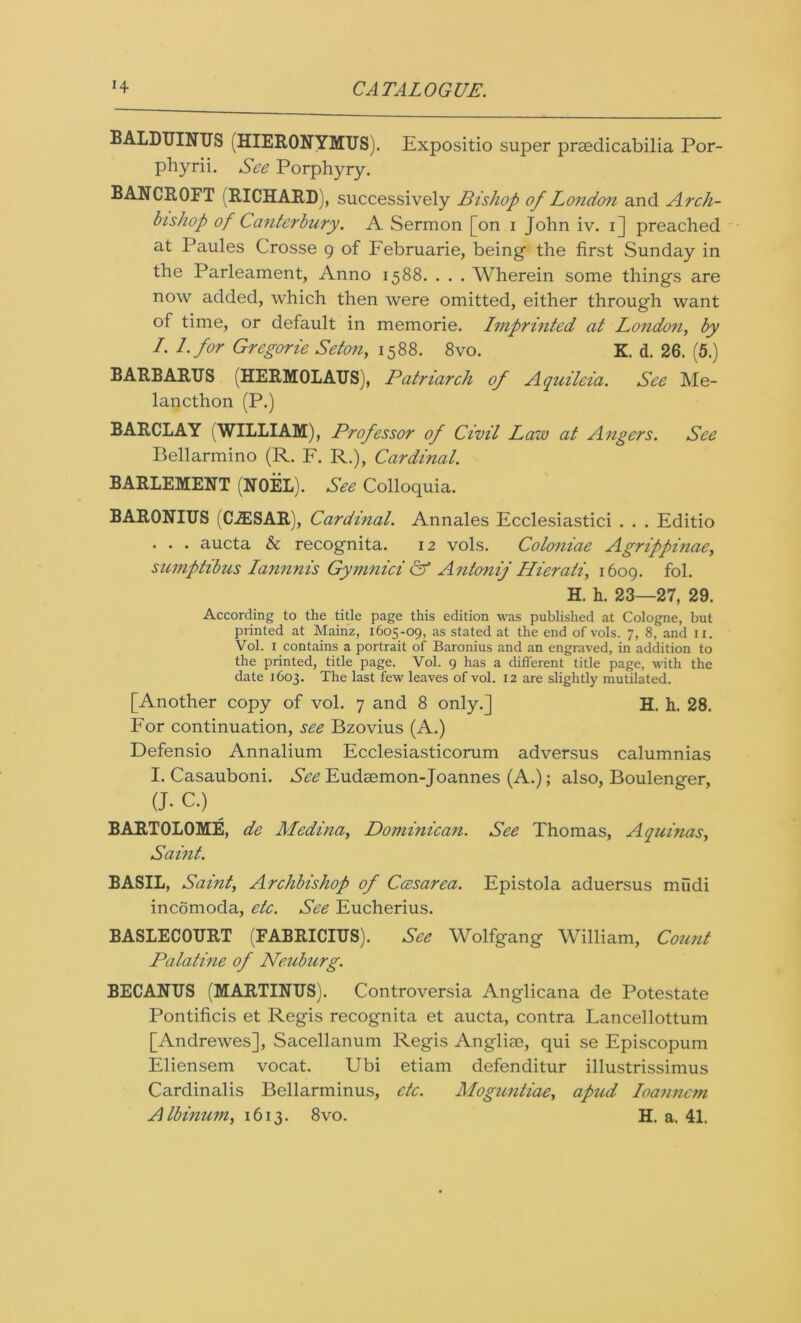 14 CATALOGUE.
BALDUINUS (HIERONYMUS). Expositio super prædicabilia Por-
phyrii. See Porphyry.
BANCROFT (RICHARD), successively Bishop of London and Arch-
bishop of Canterbury. A Sermon [on 1 John iv. 1] preached
at Paules Crosse 9 of Februarie, being the first Sunday in
the Parleament, Anno 1588. . . . Wherein some things are
now added, which then were omitted, either through want
of time, or default in memorie. Imprinted at London, by
I. I. for Gregorie Seton, 1588. 8vo. K. d. 26. (5.)
BARBARUS (HERMOLAUS), Patriarch of Aquileia. See Me-
lancthon (P.)
BARCLAY (WILLIAM), Professor of Civil Law at Angers. See
Bellarmino (R. F. R.), Cardinal.
BARLEMENT (NOËL). See Colloquia.
BARONIUS (CÆSAR), Cardinal. Annales Ecclesiastici . . . Editio
. . . aucta & recognita. 12 vols. Coloniae Agrippinae,
sumptibus Iannnis Gymnici & Antonij Hierati, 1609. fol.
H. h. 23—27, 29.
According to the title page this edition was published at Cologne, but
printed at Mainz, 1605-09, as stated at the end of vols. 7, 8, and 11.
Vol. 1 contains a portrait of Baronius and an engraved, in addition to
the printed, title page. Vol. 9 has a different title page, with the
date 1603. The last few leaves of vol. 12 are slightly mutilated.
[Another copy of vol. 7 and 8 only.] H. h. 28.
For continuation, see Bzovius (A.)
Defensio Annalium Ecclesiasticorum adversus calumnias
I. Casauboni. See Eudæmon-Joannes (A.); also, Boulenger,
(J. C.)
BARTOLOMÉ, de Medina, Dominican. See Thomas, Aquinas,
Saint.
BASIL, Saint, Archbishop of Cæsarea. Epistola aduersus mūdi
incōmoda, etc. See Eucherius.
BASLECOURT (FABRICIUS). See Wolfgang William, Count
Palatine of Neuburg.
BECANUS (MARTINUS). Controversia Anglicana de Potestate
Pontificis et Regis recognita et aucta, contra Lancellottum
[Andrewes], Sacellanum Regis Angliæ, qui se Episcopum
Eliensem vocat. Ubi etiam defenditur illustrissimus
Cardinalis Bellarminus, etc. Moguntiae, apud Ioannem
Albinum, 1613. 8vo. H. a. 41.